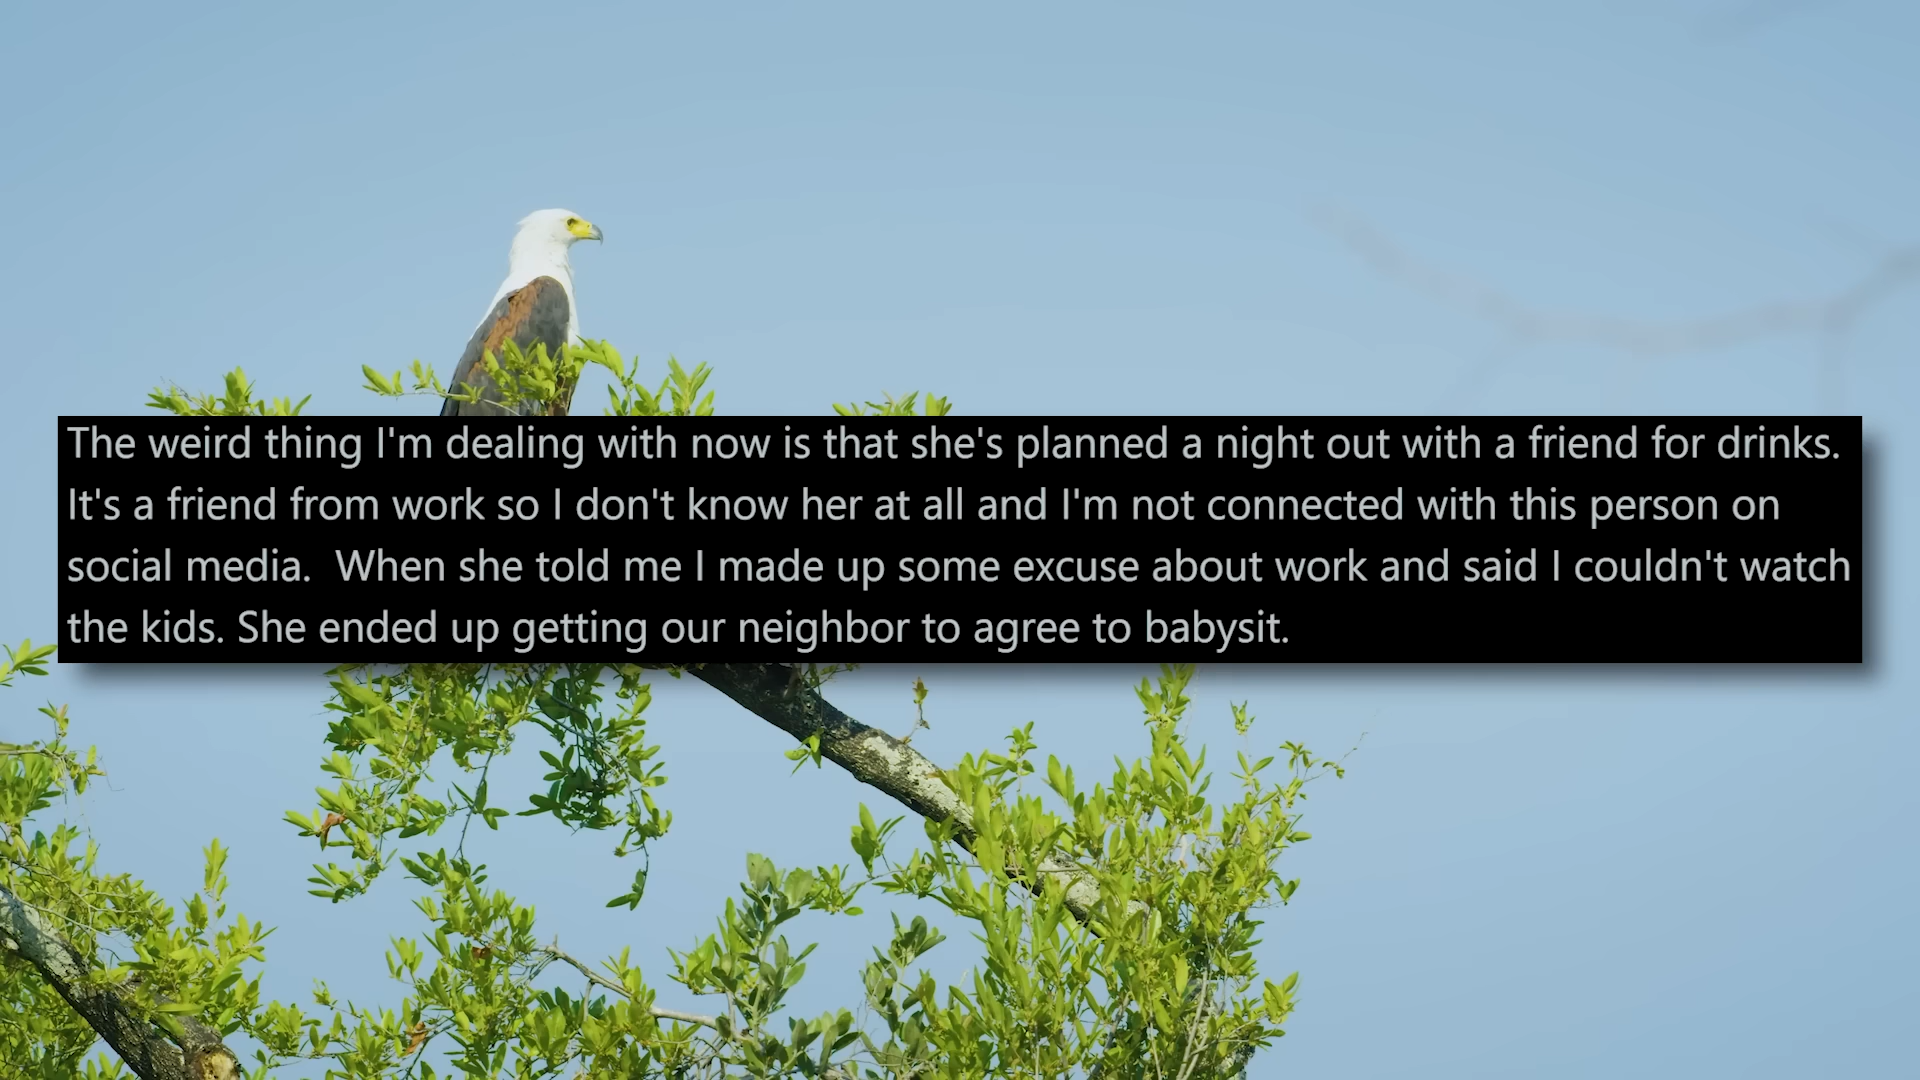 The weird thing I'm dealing with now is that she's planned a night out with a friend for drinks.
It's a friend from work so I don't know her at all and I'm not connected with this person on
social media.  When she told me I made up some excuse about work and said I couldn't watch
the kids. She ended up getting our neighbor to agree to babysit.